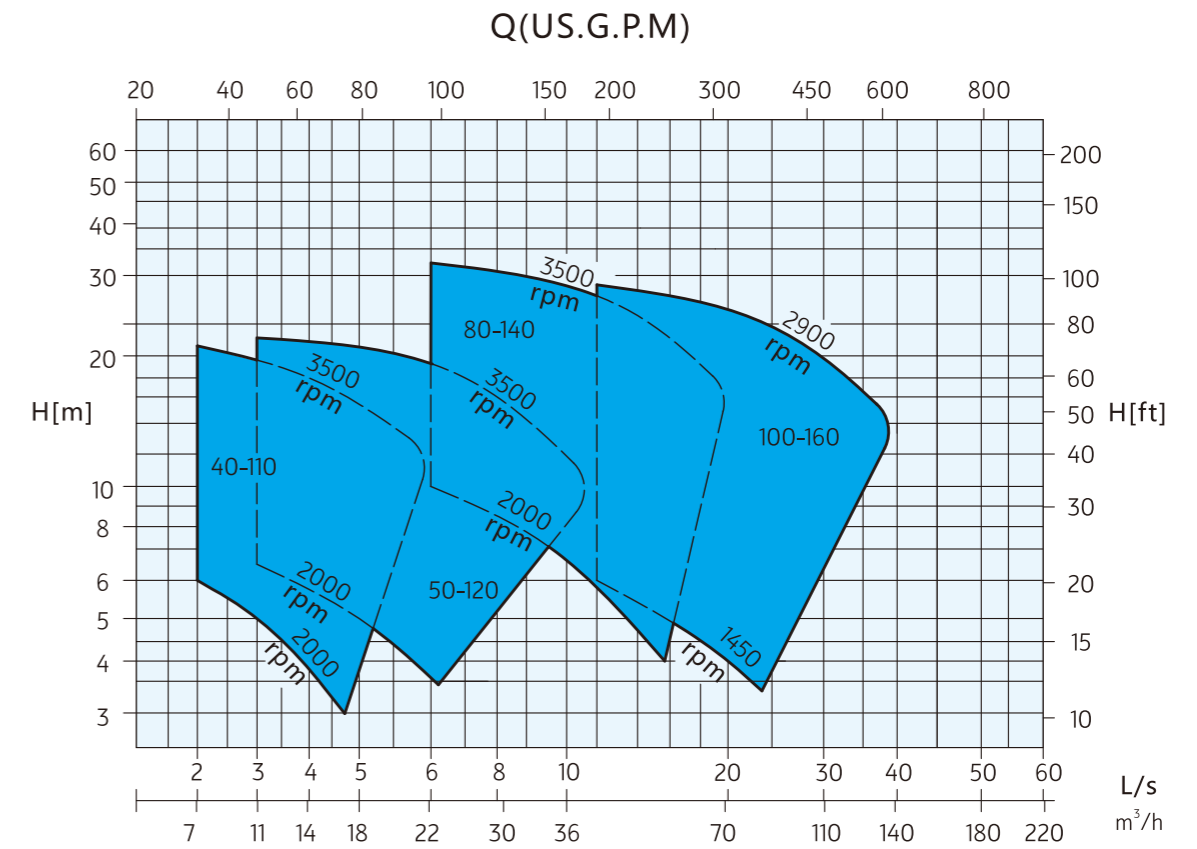 Q(US.G.P.M)
20 40 60 80 100 150 200 300 450 600 800
60
50
40
30
20
10
8
6
5
4
3
H[m]
200
150
100
80
60
50
40
30
20
15
10
H[ft]
3500
rpm
80-140
2900
rpm
3500
rpm
3500
rpm
100-160
40-110
2000
rpm
2000
rpm
50-120
2000
rpm
1450
rpm
2 3 4 5 6 8 10 20 30 40 50 60
L/s
7 11 14 18 22 30 36 70 110 140 180 220
m³/h